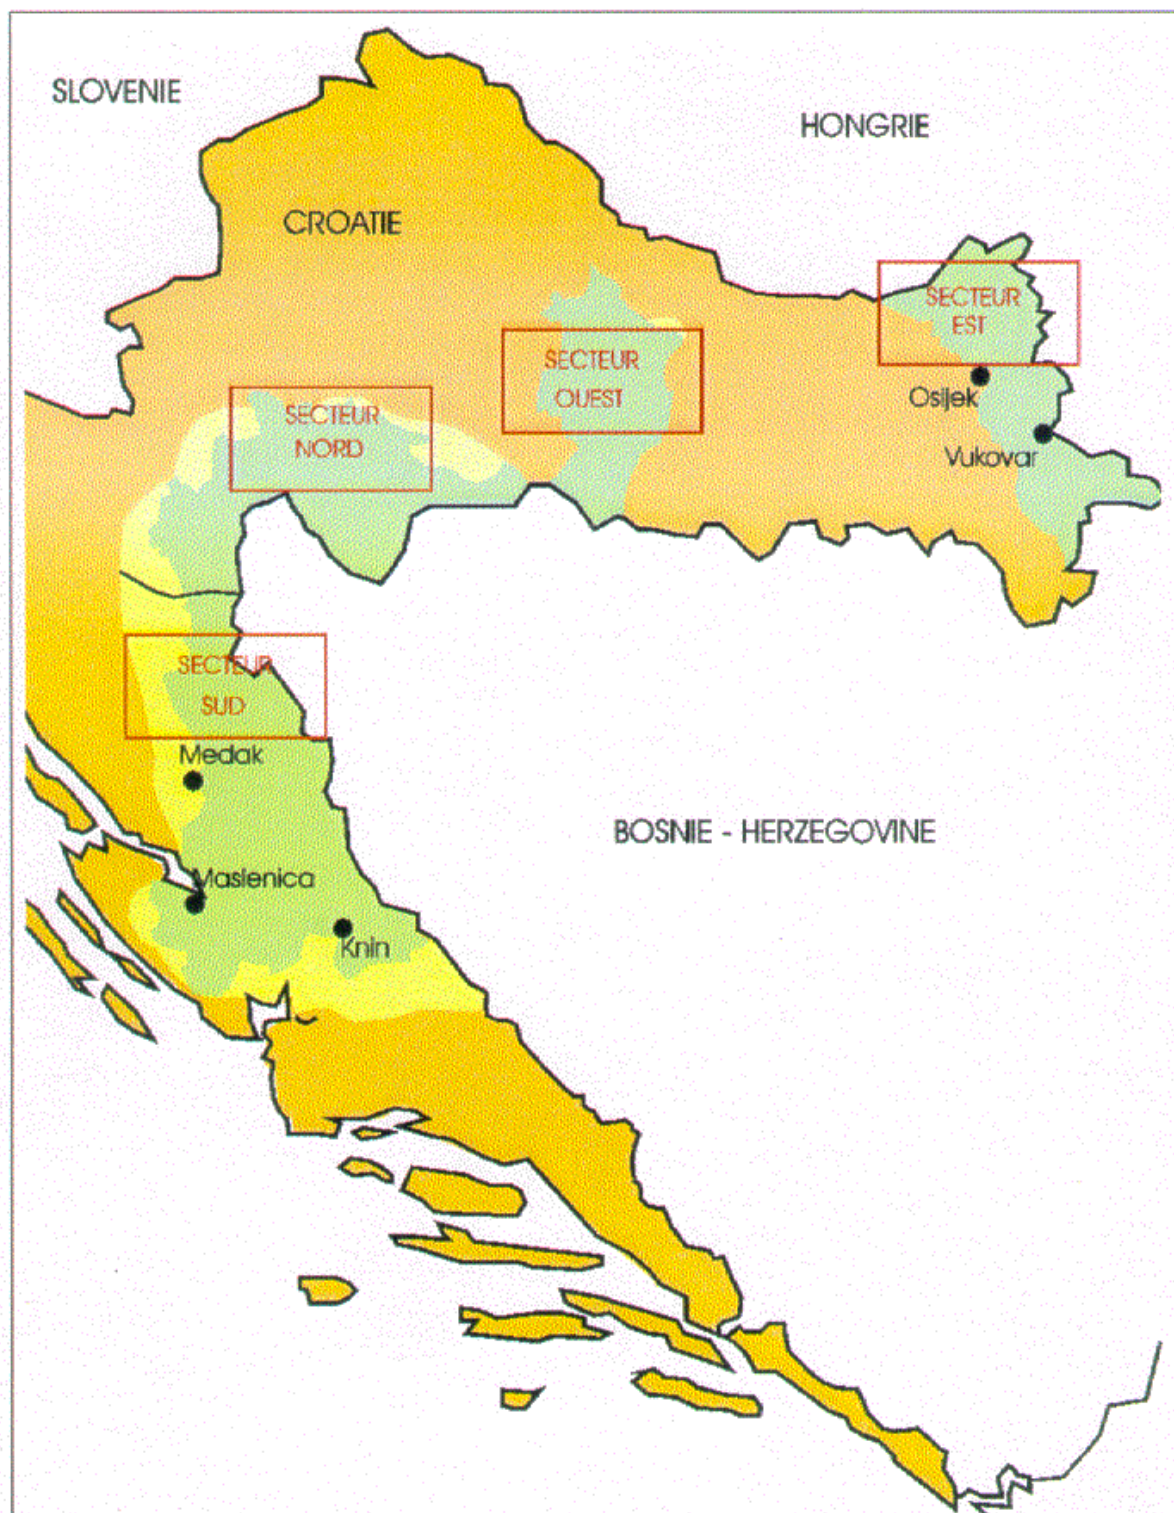 SLOVENIE
HONGRIE
CROATIE
SECTEUR
EST
SECTEUR
OUEST
Osijek
SECTEUR
NORD
Vukovar
SECTEUR
SUD
Medak
BOSNIE - HERZEGOVINE
Maslenica
Knin